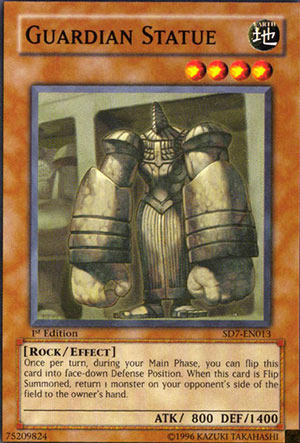 GUARDIAN STATUE
EARTH
地
1st Edition
SD7-EN013
[ROCK/EFFECT]
Once per turn, during your Main Phase, you can flip
this card into face-down Defense Position. When this card is Flip
Summoned, return 1 monster on your opponent's side of the
field to the owner's hand.
ATK/ 800 DEF/1400
75209824
©1996 KAZUKI TAKAHASHI